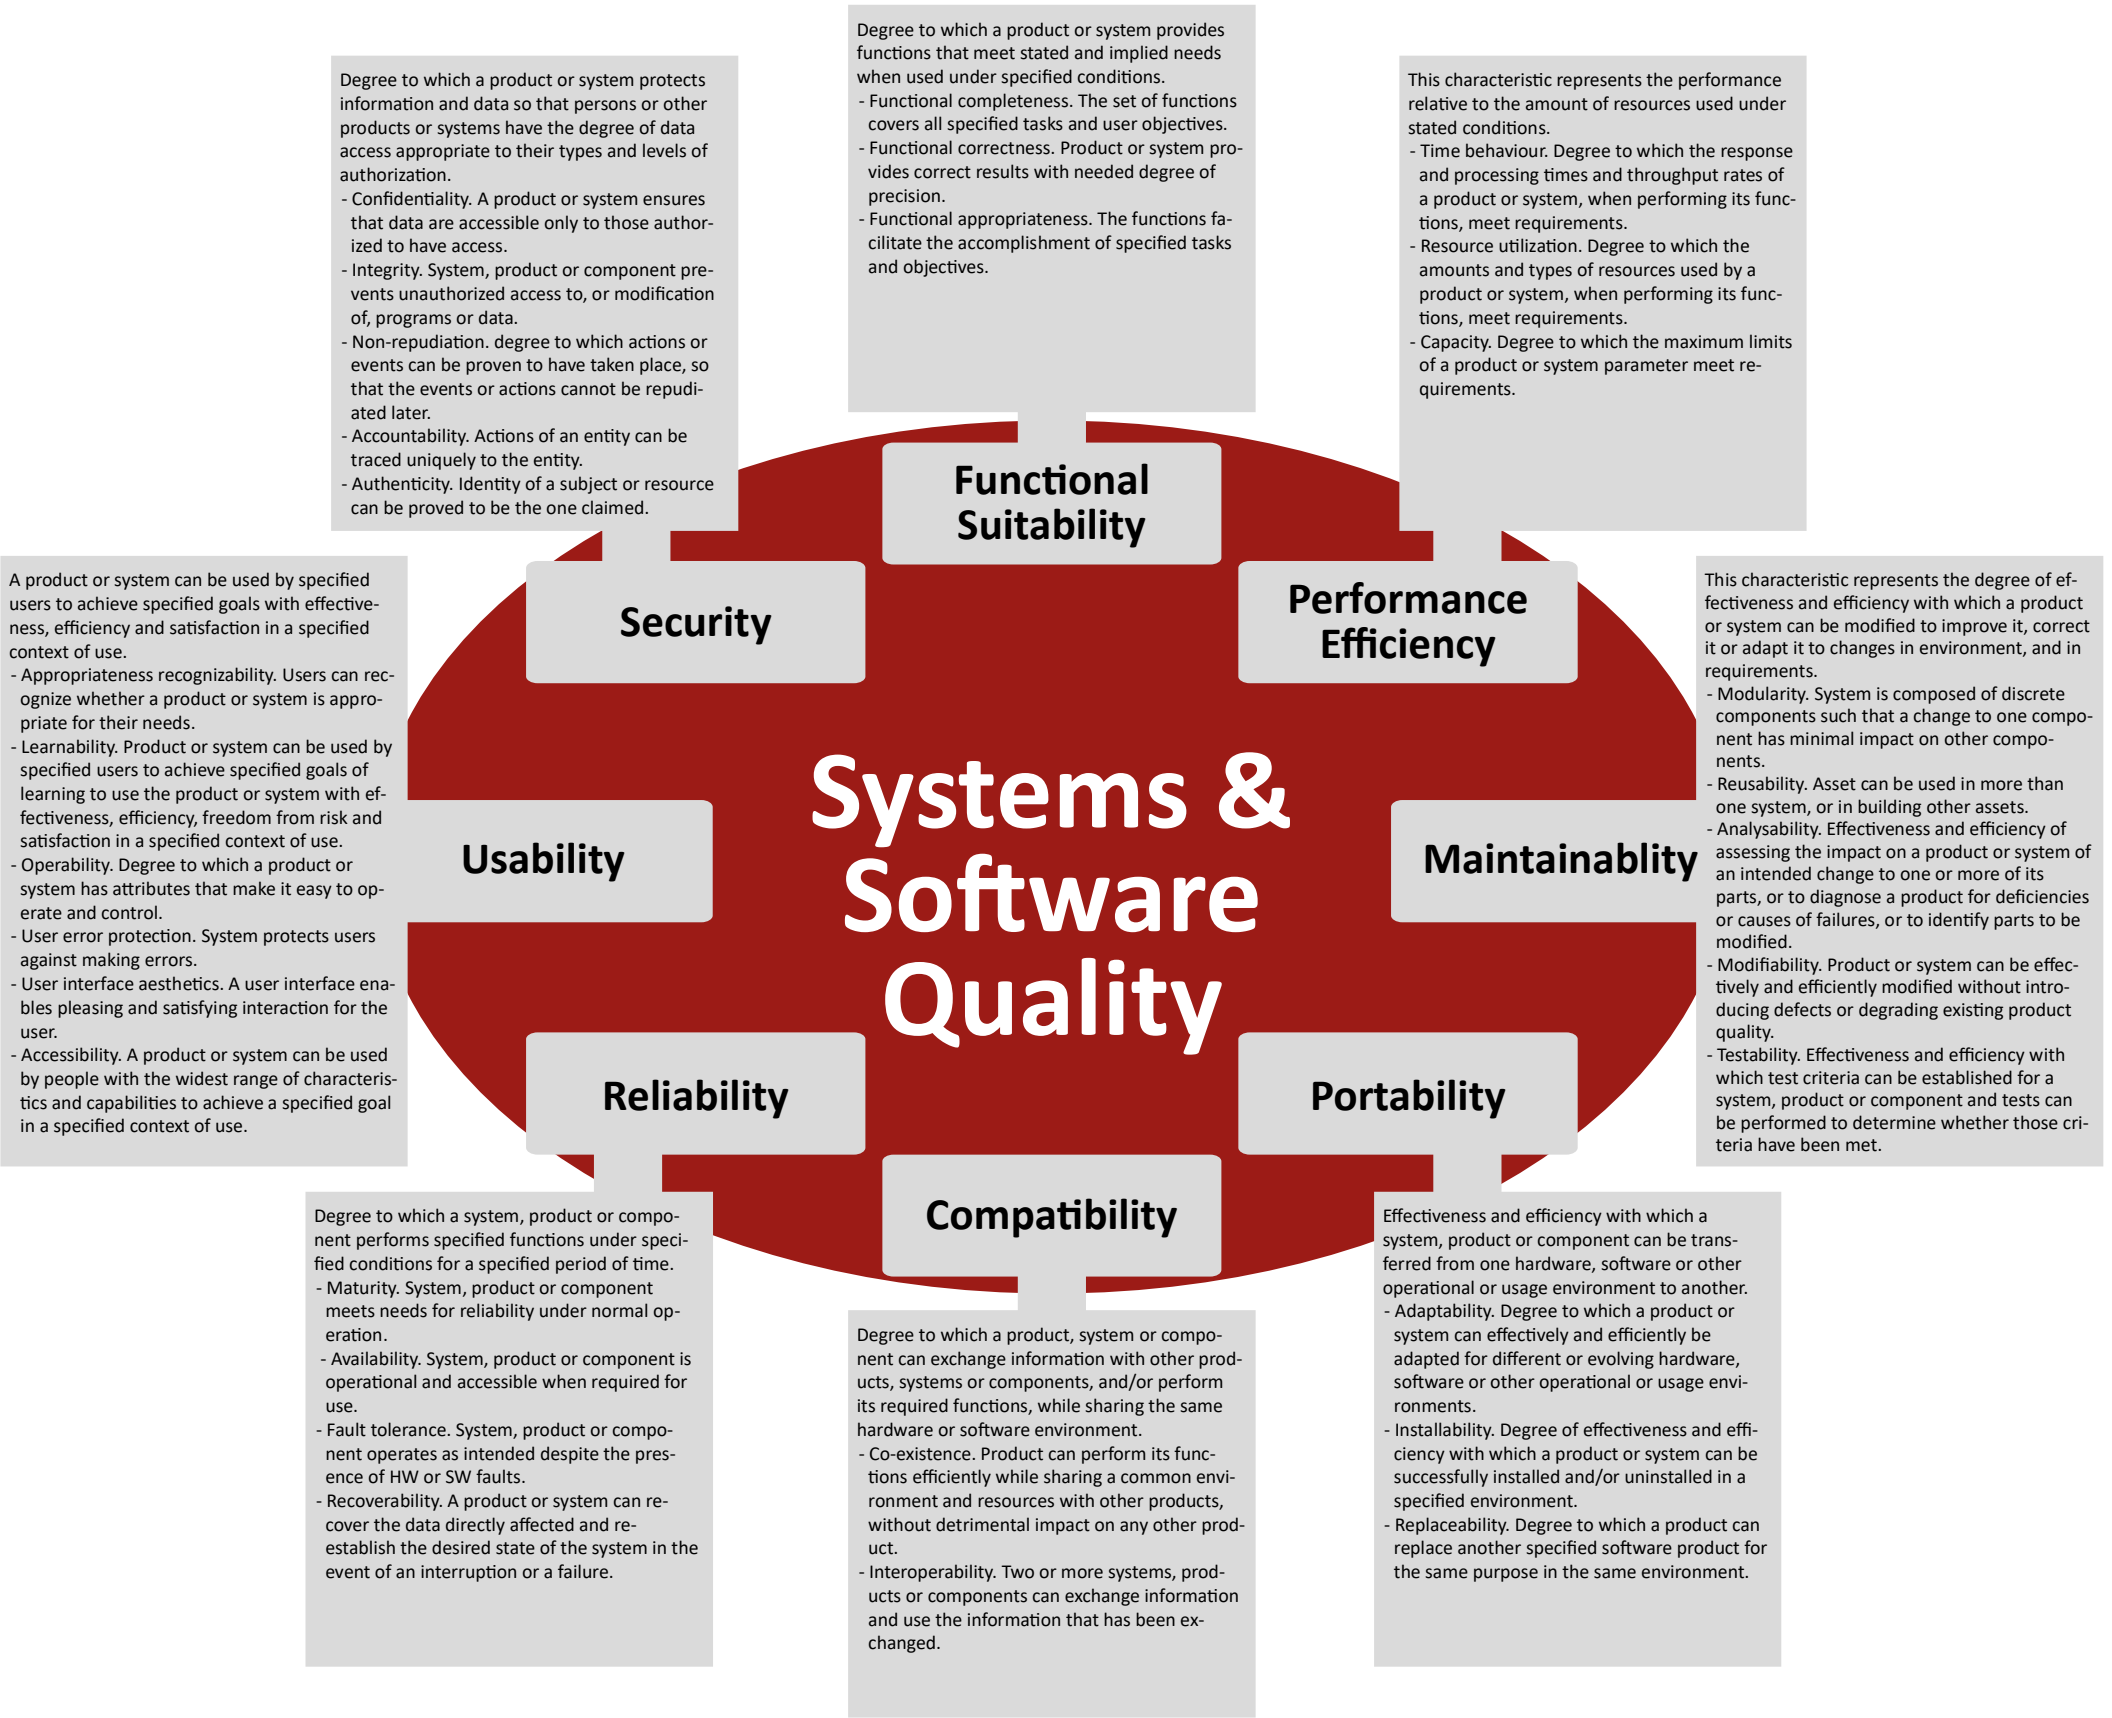 Degree to which a product or system provides
functions that meet stated and implied needs
when used under specified conditions.
- Functional completeness. The set of functions
covers all specified tasks and user objectives.
- Functional correctness. Product or system pro-
vides correct results with needed degree of
precision.
- Functional appropriateness. The functions fa-
cilitate the accomplishment of specified tasks
and objectives.
Functional
Suitability
This characteristic represents the performance
relative to the amount of resources used under
stated conditions.
- Time behaviour. Degree to which the response
and processing times and throughput rates of
a product or system, when performing its func-
tions, meet requirements.
- Resource utilization. Degree to which the
amounts and types of resources used by a
product or system, when performing its func-
tions, meet requirements.
- Capacity. Degree to which the maximum limits
of a product or system parameter meet re-
quirements.
Performance
Efficiency
This characteristic represents the degree of ef-
fectiveness and efficiency with which a product
or system can be modified to improve it, correct
it or adapt it to changes in environment, and in
requirements.
- Modularity. System is composed of discrete
components such that a change to one compo-
nent has minimal impact on other compo-
nents.
- Reusability. Asset can be used in more than
one system, or in building other assets.
- Analysability. Effectiveness and efficiency of
assessing the impact on a product or system of
an intended change to one or more of its
parts, or to diagnose a product for deficiencies
or causes of failures, or to identify parts to be
modified.
- Modifiability. Product or system can be effec-
tively and efficiently modified without intro-
ducing defects or degrading existing product
quality.
- Testability. Effectiveness and efficiency with
which test criteria can be established for a
system, product or component and tests can
be performed to determine whether those cri-
teria have been met.
Maintainablity
Effectiveness and efficiency with which a
system, product or component can be trans-
ferred from one hardware, software or other
operational or usage environment to another.
- Adaptability. Degree to which a product or
system can effectively and efficiently be
adapted for different or evolving hardware,
software or other operational or usage envi-
ronments.
- Installability. Degree of effectiveness and effi-
ciency with which a product or system can be
successfully installed and/or uninstalled in a
specified environment.
- Replaceability. Degree to which a product can
replace another specified software product for
the same purpose in the same environment.
Portability
Degree to which a product, system or compo-
nent can exchange information with other prod-
ucts, systems or components, and/or perform
its required functions, while sharing the same
hardware or software environment.
- Co-existence. Product can perform its func-
tions efficiently while sharing a common envi-
ronment and resources with other products,
without detrimental impact on any other prod-
uct.
- Interoperability. Two or more systems, prod-
ucts or components can exchange information
and use the information that has been ex-
changed.
Compatibility
Degree to which a system, product or compo-
nent performs specified functions under speci-
fied conditions for a specified period of time.
- Maturity. System, product or component
meets needs for reliability under normal op-
eration.
- Availability. System, product or component is
operational and accessible when required for
use.
- Fault tolerance. System, product or compo-
nent operates as intended despite the pres-
ence of HW or SW faults.
- Recoverability. A product or system can re-
cover the data directly affected and re-
establish the desired state of the system in the
event of an interruption or a failure.
Reliability
A product or system can be used by specified
users to achieve specified goals with effective-
ness, efficiency and satisfaction in a specified
context of use.
- Appropriateness recognizability. Users can rec-
ognize whether a product or system is appro-
priate for their needs.
- Learnability. Product or system can be used by
specified users to achieve specified goals of
learning to use the product or system with ef-
fectiveness, efficiency, freedom from risk and
satisfaction in a specified context of use.
- Operability. Degree to which a product or
system has attributes that make it easy to op-
erate and control.
- User error protection. System protects users
against making errors.
- User interface aesthetics. A user interface ena-
bles pleasing and satisfying interaction for the
user.
- Accessibility. A product or system can be used
by people with the widest range of characteris-
tics and capabilities to achieve a specified goal
in a specified context of use.
Usability
Degree to which a product or system protects
information and data so that persons or other
products or systems have the degree of data
access appropriate to their types and levels of
authorization.
- Confidentiality. A product or system ensures
that data are accessible only to those author-
ized to have access.
- Integrity. System, product or component pre-
vents unauthorized access to, or modification
of, programs or data.
- Non-repudiation. degree to which actions or
events can be proven to have taken place, so
that the events or actions cannot be repudi-
ated later.
- Accountability. Actions of an entity can be
traced uniquely to the entity.
- Authenticity. Identity of a subject or resource
can be proved to be the one claimed.
Security
Systems &
Software
Quality